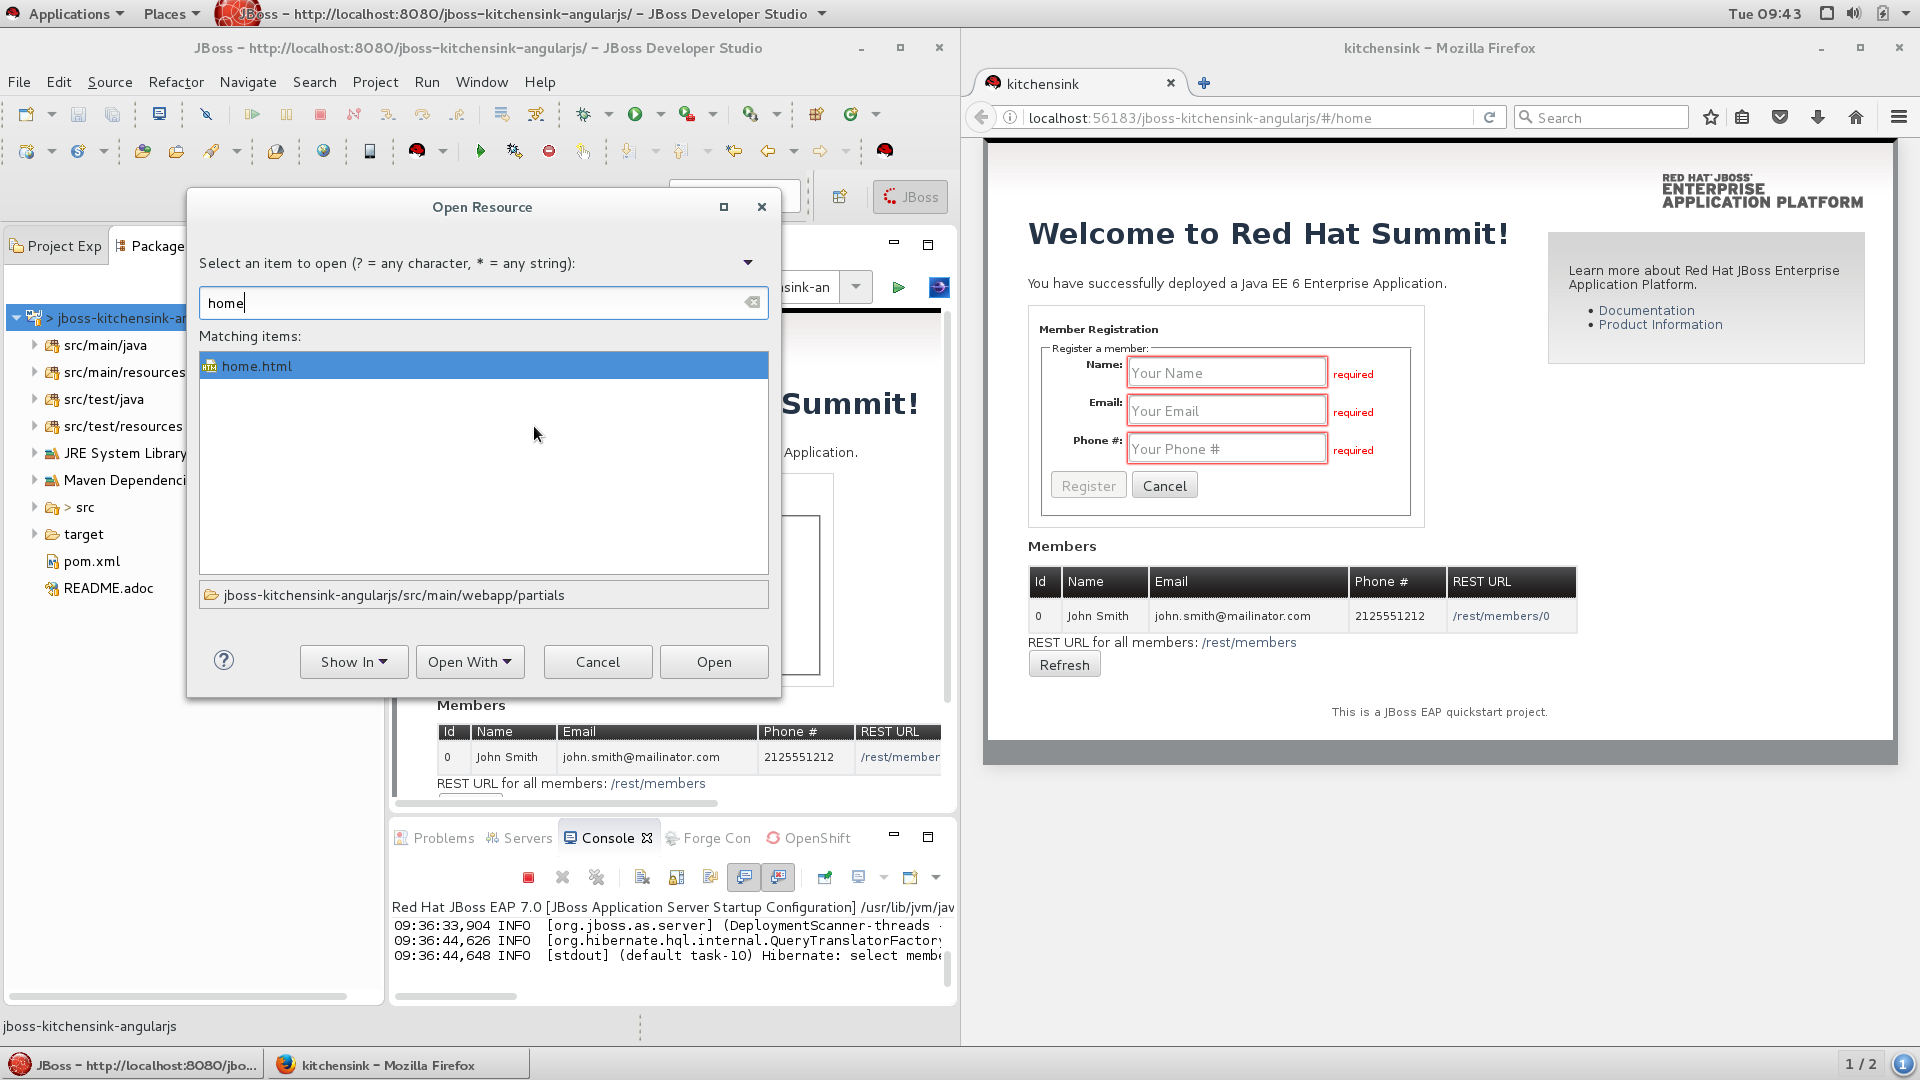 Applications
Places
JBoss – http://localhost:8080/jboss-kitchensink-angularjs/ – JBoss Developer Studio
Tue 09:43
JBoss – http://localhost:8080/jboss-kitchensink-angularjs/ – JBoss Developer Studio
File Edit Source Refactor Navigate Search Project Run Window Help
JBoss
Project Exp
Package
> jboss-kitchensink-ar
src/main/java
src/main/resources
src/test/java
src/test/resources
JRE System Library
Maven Dependenci
> src
target
pom.xml
README.adoc
Open Resource
Select an item to open (? = any character, * = any string):
home
Matching items:
home.html
jboss-kitchensink-angularjs/src/main/webapp/partials
?
Show In
Open With
Cancel
Open
sink-an
Summit!
Application.
Members
Id Name Email Phone # REST URL
0 John Smith john.smith@mailinator.com 2125551212 /rest/member
REST URL for all members: /rest/members
Problems
Servers
Console
Forge Con
OpenShift
Red Hat JBoss EAP 7.0 [JBoss Application Server Startup Configuration] /usr/lib/jvm/jav
09:36:33,904 INFO [org.jboss.as.server] (DeploymentScanner-threads -
09:36:44,626 INFO [org.hibernate.hql.internal.QueryTranslatorFactory
09:36:44,648 INFO [stdout] (default task-10) Hibernate: select membe
jboss-kitchensink-angularjs
kitchensink – Mozilla Firefox
kitchensink
localhost:56183/jboss-kitchensink-angularjs/#/home
Search
RED HAT JBOSS
ENTERPRISE
APPLICATION PLATFORM
Welcome to Red Hat Summit!
You have successfully deployed a Java EE 6 Enterprise Application.
Learn more about Red Hat JBoss Enterprise
Application Platform.
• Documentation
• Product Information
Member Registration
Register a member:
Name: Your Name required
Email: Your Email required
Phone #: Your Phone # required
Register
Cancel
Members
Id Name Email Phone # REST URL
0 John Smith john.smith@mailinator.com 2125551212 /rest/members/0
REST URL for all members: /rest/members
Refresh
This is a JBoss EAP quickstart project.
JBoss – http://localhost:8080/jbo...
kitchensink – Mozilla Firefox
1 / 2
1